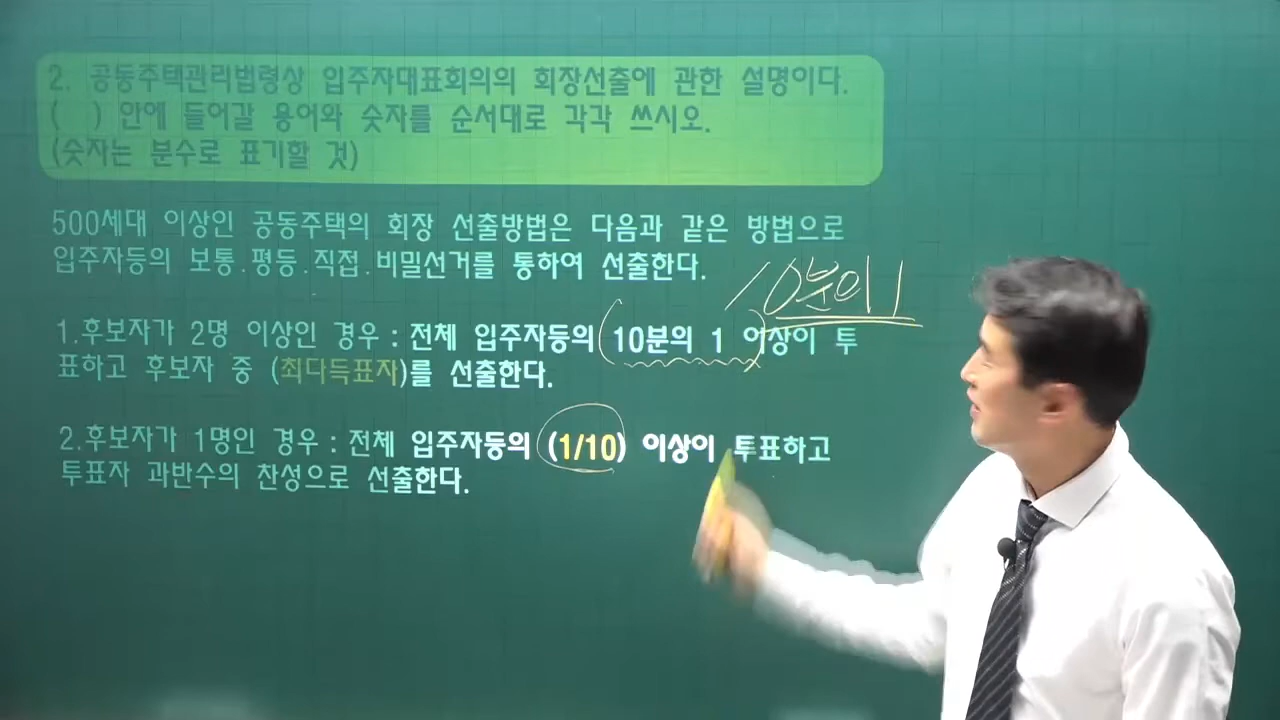 2. 공동주택관리법령상 입주자대표회의의 회장선출에 관한 설명이다.
( ) 안에 들어갈 용어와 숫자를 순서대로 각각 쓰시오.
(숫자는 분수로 표기할 것)
500세대 이상인 공동주택의 회장 선출방법은 다음과 같은 방법으로
입주자등의 보통.평등.직접.비밀선거를 통하여 선출한다.
10분의 1
1.후보자가 2명 이상인 경우 : 전체 입주자등의 10분의 1 이상이 투
표하고 후보자 중 (최다득표자)를 선출한다.
2.후보자가 1명인 경우 : 전체 입주자등의 (1/10) 이상이 투표하고
투표자 과반수의 찬성으로 선출한다.